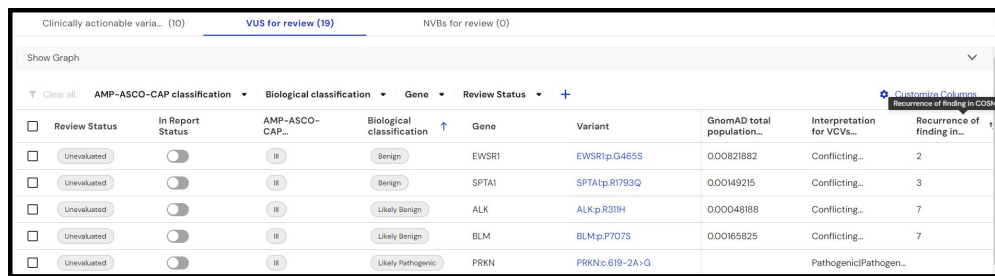 Clinically actionable varia... (10) VUS for review (19) NVBs for review (0)
Show Graph
Clear all AMP-ASCO-CAP classification Biological classification Gene Review Status + Customize Columns
Recurrence of finding in COSM
Review Status In Report Status AMP-ASCO-CAP... Biological classification Gene Variant GnomAD total population... Interpretation for VCVs... Recurrence of finding in...
Unevaluated III Benign EWSR1 EWSR1:p.G465S 0.00821882 Conflicting... 2
Unevaluated III Benign SPTA1 SPTA1:p.R1793Q 0.00149215 Conflicting... 3
Unevaluated III Likely Benign ALK ALK:p.R311H 0.00048188 Conflicting... 7
Unevaluated III Likely Benign BLM BLM:p.P707S 0.00165825 Conflicting... 7
Unevaluated III Likely Pathogenic PRKN PRKN:c.619-2A>G Pathogenic|Pathogen...